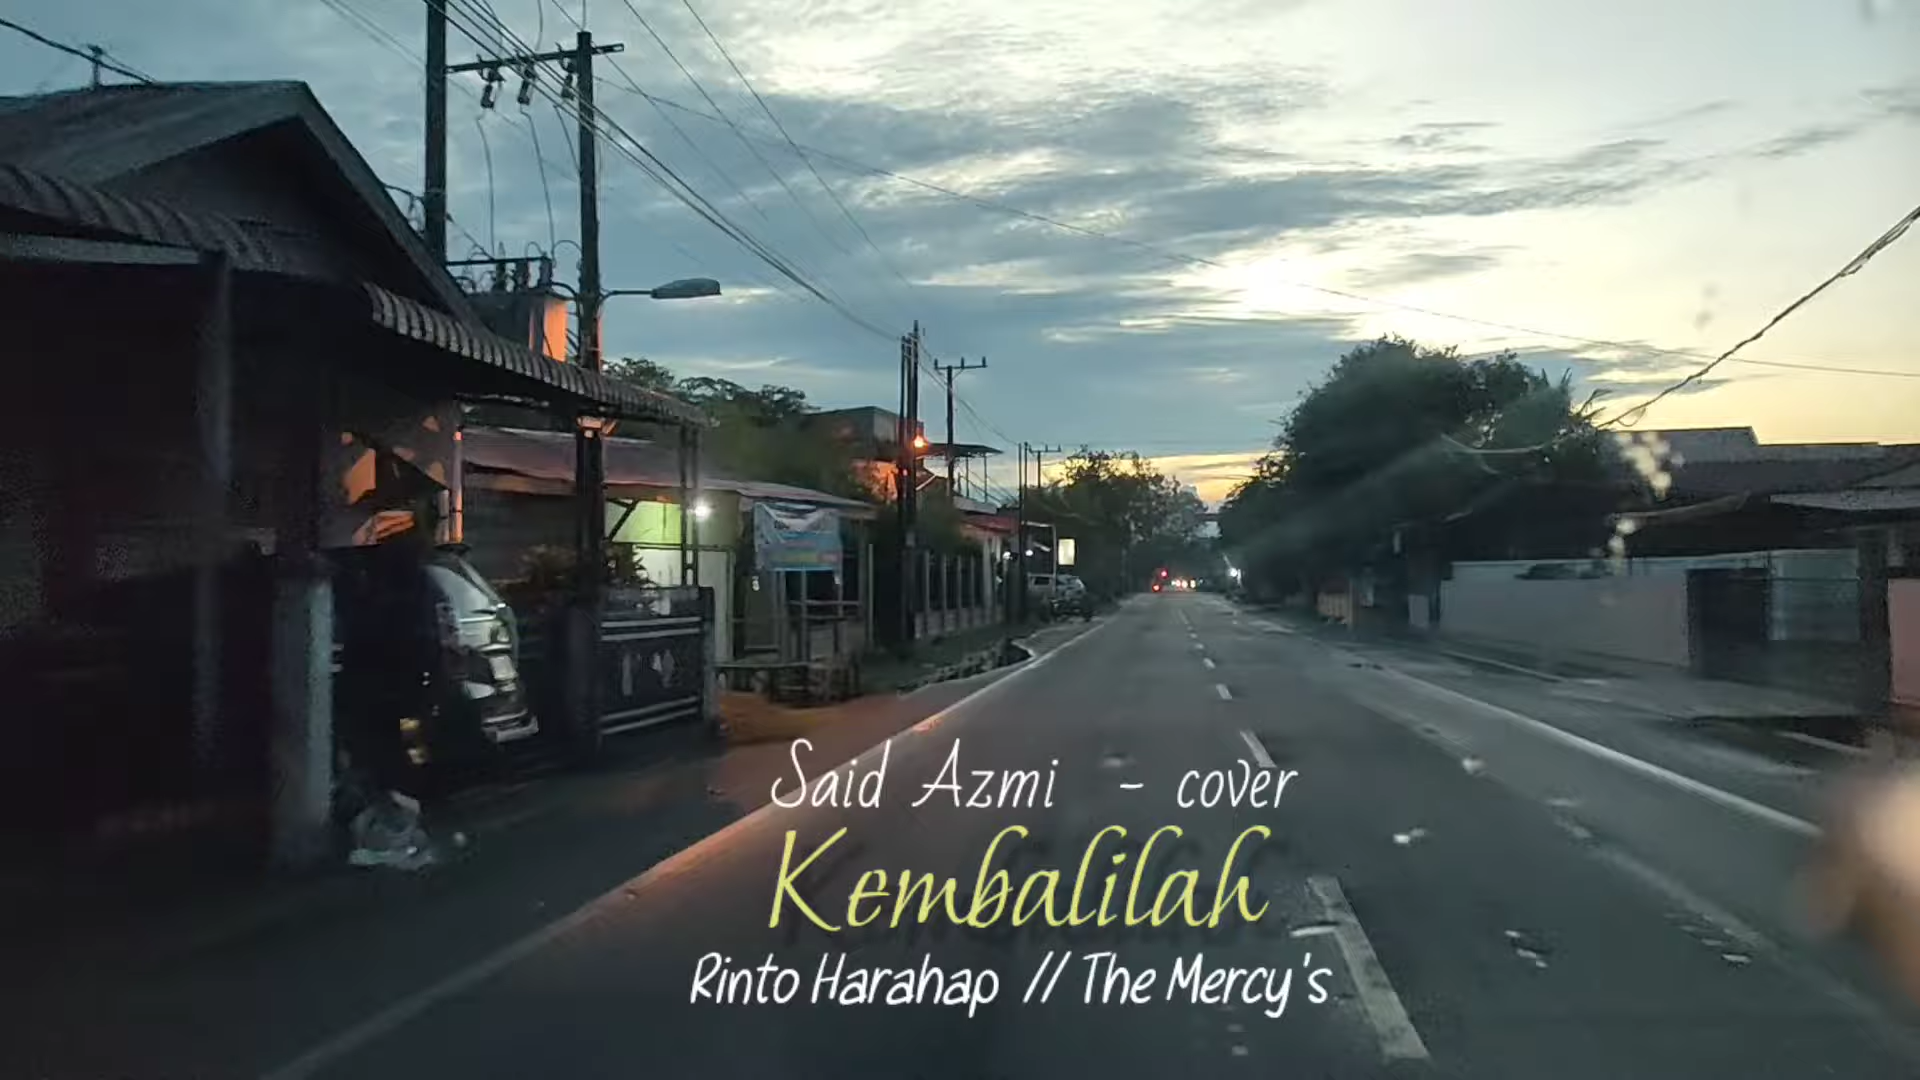 Said Azmi - cover
Kembalilah
Rinto Harahap // The Mercy's